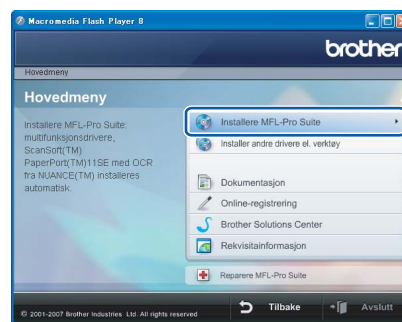 Macromedia Flash Player 8
brother
Hovedmeny
Hovedmeny
Installere MFL-Pro Suite:
multifunksjonsdrivere,
ScanSoft(TM)
PaperPort(TM)11SE med OCR
fra NUANCE(TM) installeres
automatisk.
Installere MFL-Pro Suite
Installer andre drivere el. verktøy
Dokumentasjon
Online-registrering
Brother Solutions Center
Rekvisitainformasjon
Reparere MFL-Pro Suite
© 2001-2007 Brother Industries Ltd. All rights reserved
Tilbake
Avslutt